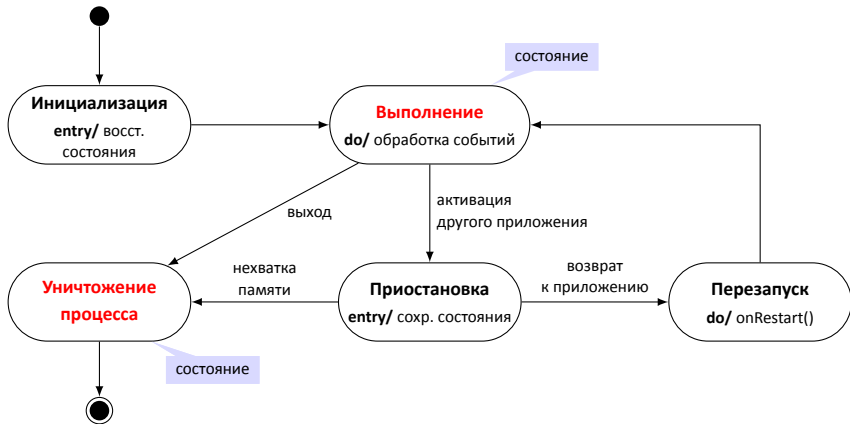 состояние
Инициализация
entry/ восст.
состояния
Выполнение
do/ обработка событий
выход
активация
другого приложения
Уничтожение
процесса
нехватка
памяти
Приостановка
entry/ сохр. состояния
возврат
к приложению
Перезапуск
do/ onRestart()
состояние